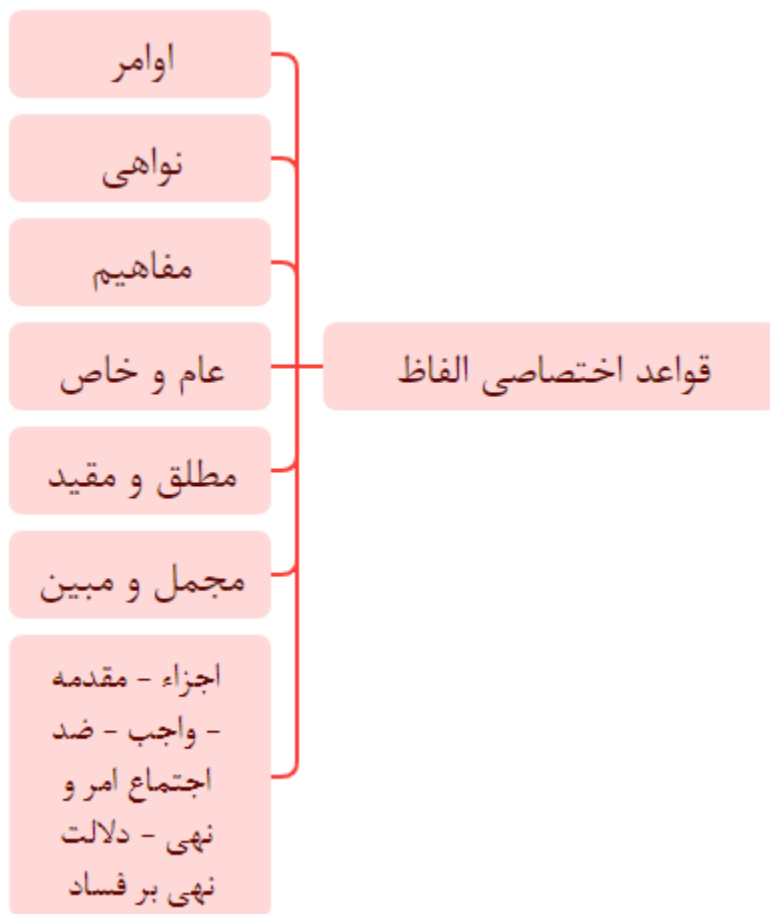 قواعد اختصاصی الفاظ
اوامر
نواهی
مفاهیم
عام و خاص
مطلق و مقید
مجمل و مبین
اجزاء - مقدمه
- واجب - ضد
اجتماع امر و
نهی - دلالت
نهی بر فساد